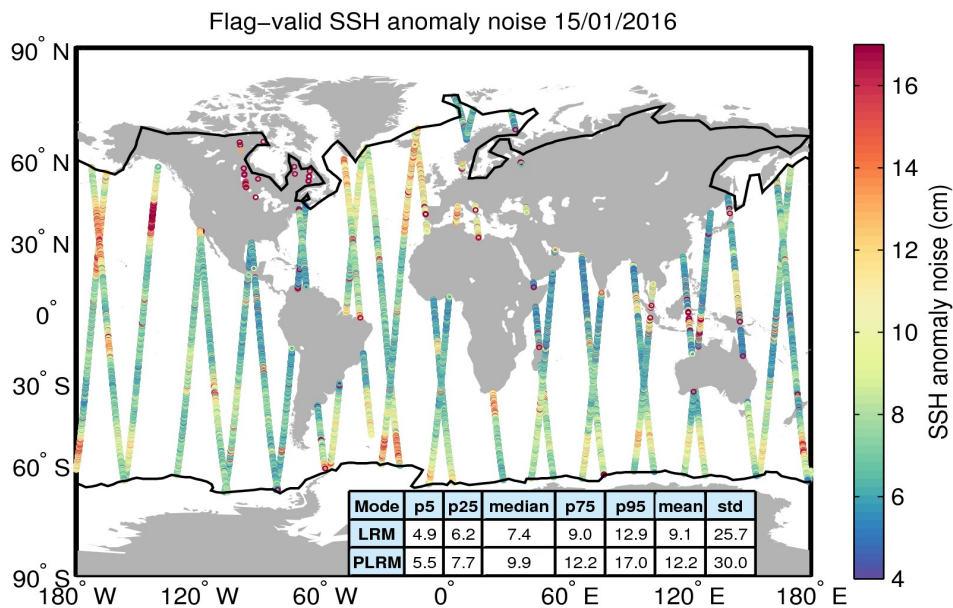 Flag−valid SSH anomaly noise 15/01/2016
90° N
60° N
30° N
0°
30° S
60° S
90° S
180° W
120° W
60° W
0°
60° E
120° E
180° E
Mode p5 p25 median p75 p95 mean std
LRM 4.9 6.2 7.4 9.0 12.9 9.1 25.7
PLRM 5.5 7.7 9.9 12.2 17.0 12.2 30.0
16
14
12
10
8
6
4
SSH anomaly noise (cm)